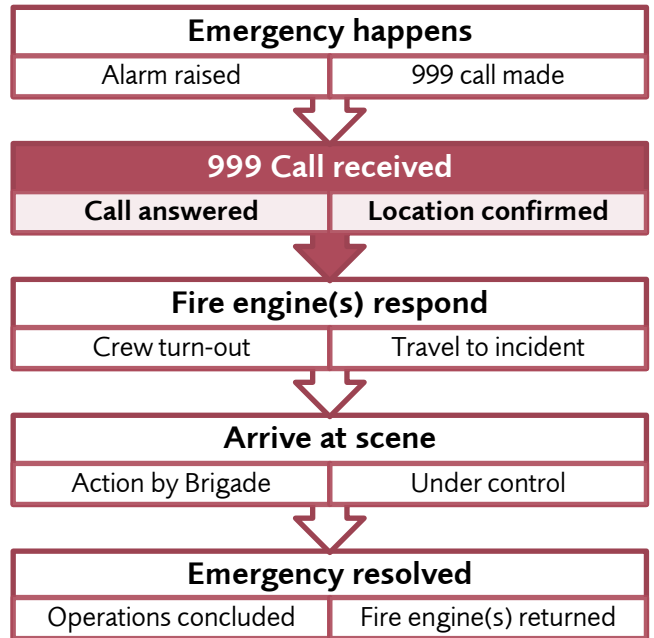 Emergency happens
Alarm raised
999 call made
999 Call received
Call answered
Location confirmed
Fire engine(s) respond
Crew turn-out
Travel to incident
Arrive at scene
Action by Brigade
Under control
Emergency resolved
Operations concluded
Fire engine(s) returned